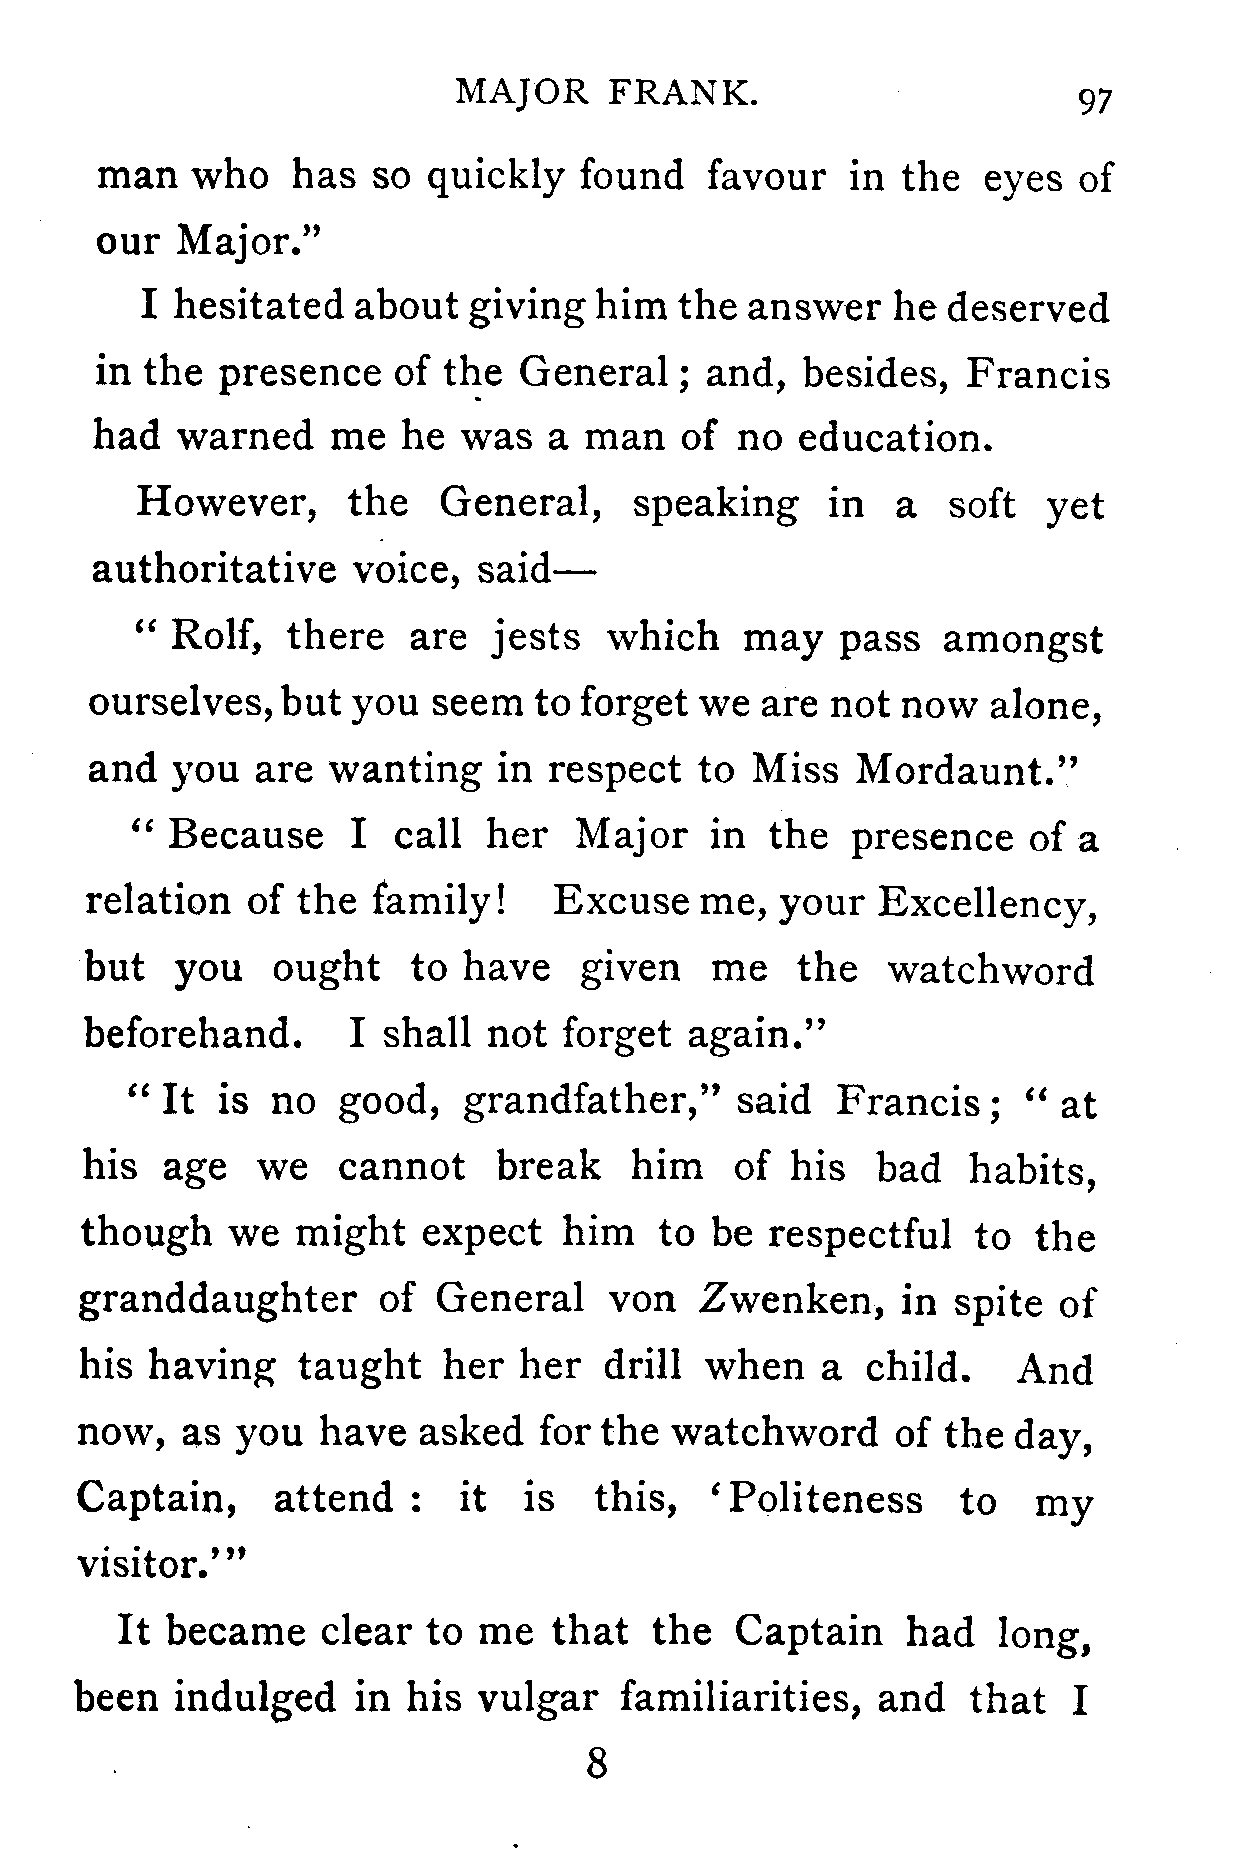 MAJOR FRANK. 97
man who has so quickly found favour in the eyes of
our Major."
I hesitated about giving him the answer he deserved
in the presence of the General; and, besides, Francis
had warned me he was a man of no education.
However, the General, speaking in a soft yet
authoritative voice, said—
"Rolf, there are jests which may pass amongst
ourselves, but you seem to forget we are not now alone,
and you are wanting in respect to Miss Mordaunt."
"Because I call her Major in the presence of a
relation of the family! Excuse me, your Excellency,
but you ought to have given me the watchword
beforehand. I shall not forget again."
"It is no good, grandfather," said Francis; "at
his age we cannot break him of his bad habits,
though we might expect him to be respectful to the
granddaughter of General von Zwenken, in spite of
his having taught her her drill when a child. And
now, as you have asked for the watchword of the day,
Captain, attend: it is this, 'Politeness to my
visitor.'"
It became clear to me that the Captain had long,
been indulged in his vulgar familiarities, and that I
8